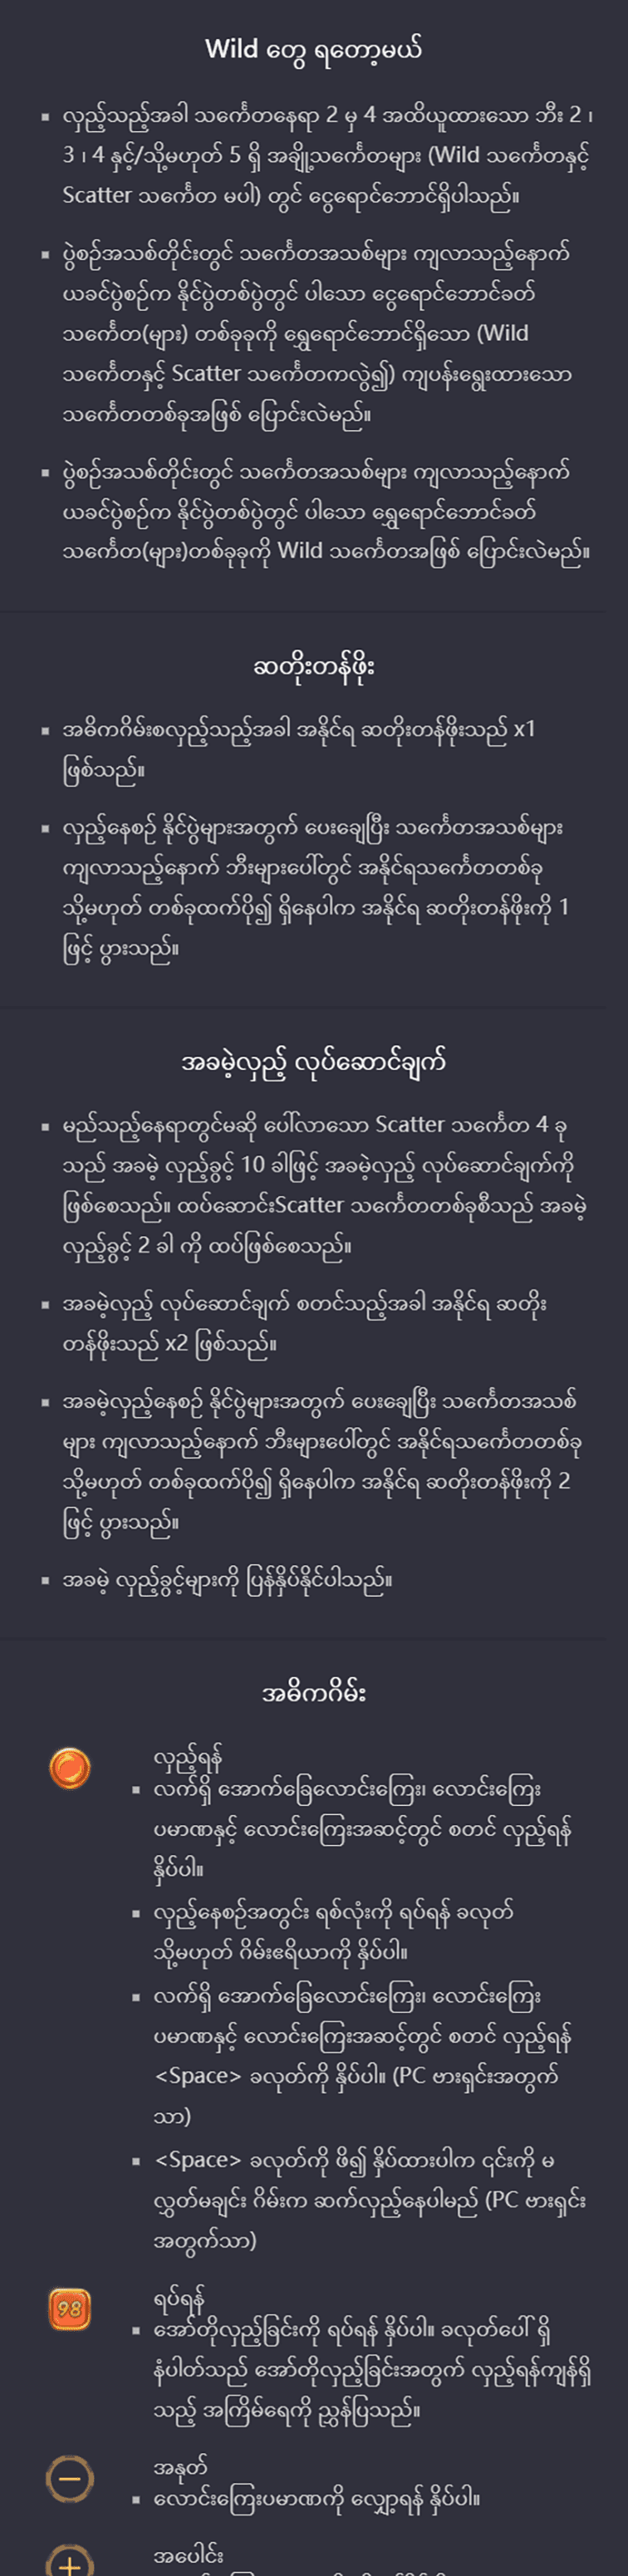 Wild တွေ ရတော့မယ်
လှည့်သည့်အခါ သင်္ကေတနေရာ 2 မှ 4 အထိယူထားသော ဘီး 2 ၊
3 ၊ 4 နှင့်/သို့မဟုတ် 5 ရှိ အချို့သင်္ကေတများ (Wild သင်္ကေတနှင့်
Scatter သင်္ကေတ မပါ) တွင် ငွေရောင်ဘောင်ရှိပါသည်။
ပွဲစဉ်အသစ်တိုင်းတွင် သင်္ကေတအသစ်များ ကျလာသည့်နောက်
ယခင်ပွဲစဉ်က နိုင်ပွဲတစ်ပွဲတွင် ပါသော ငွေရောင်ဘောင်ခတ်
သင်္ကေတ(များ) တစ်ခုခုကို ရွှေရောင်ဘောင်ရှိသော (Wild
သင်္ကေတနှင့် Scatter သင်္ကေတကလွဲ၍) ကျပန်းရွေးထားသော
သင်္ကေတတစ်ခုအဖြစ် ပြောင်းလဲမည်။
ပွဲစဉ်အသစ်တိုင်းတွင် သင်္ကေတအသစ်များ ကျလာသည့်နောက်
ယခင်ပွဲစဉ်က နိုင်ပွဲတစ်ပွဲတွင် ပါသော ရွှေရောင်ဘောင်ခတ်
သင်္ကေတ(များ)တစ်ခုခုကို Wild သင်္ကေတအဖြစ် ပြောင်းလဲမည်။
ဆတိုးတန်ဖိုး
အဓိကဂိမ်းစလှည့်သည့်အခါ အနိုင်ရ ဆတိုးတန်ဖိုးသည် x1
ဖြစ်သည်။
လှည့်နေစဉ် နိုင်ပွဲများအတွက် ပေးချေပြီး သင်္ကေတအသစ်များ
ကျလာသည့်နောက် ဘီးများပေါ်တွင် အနိုင်ရသင်္ကေတတစ်ခု
သို့မဟုတ် တစ်ခုထက်ပို၍ ရှိနေပါက အနိုင်ရ ဆတိုးတန်ဖိုးကို 1
ဖြင့် ပွားသည်။
အခမဲ့လှည့် လုပ်ဆောင်ချက်
မည်သည့်နေရာတွင်မဆို ပေါ်လာသော Scatter သင်္ကေတ 4 ခု
သည် အခမဲ့ လှည့်ခွင့် 10 ခါဖြင့် အခမဲ့လှည့် လုပ်ဆောင်ချက်ကို
ဖြစ်စေသည်။ ထပ်ဆောင်းScatter သင်္ကေတတစ်ခုစီသည် အခမဲ့
လှည့်ခွင့် 2 ခါ ကို ထပ်ဖြစ်စေသည်။
အခမဲ့လှည့် လုပ်ဆောင်ချက် စတင်သည့်အခါ အနိုင်ရ ဆတိုး
တန်ဖိုးသည် x2 ဖြစ်သည်။
အခမဲ့လှည့်နေစဉ် နိုင်ပွဲများအတွက် ပေးချေပြီး သင်္ကေတအသစ်
များ ကျလာသည့်နောက် ဘီးများပေါ်တွင် အနိုင်ရသင်္ကေတတစ်ခု
သို့မဟုတ် တစ်ခုထက်ပို၍ ရှိနေပါက အနိုင်ရ ဆတိုးတန်ဖိုးကို 2
ဖြင့် ပွားသည်။
အခမဲ့ လှည့်ခွင့်များကို ပြန်နှိပ်နိုင်ပါသည်။
အဓိကဂိမ်း
လှည့်ရန်
လက်ရှိ အောက်ခြေလောင်းကြေး၊ လောင်းကြေး
ပမာဏနှင့် လောင်းကြေးအဆင့်တွင် စတင် လှည့်ရန်
နှိပ်ပါ။
လှည့်နေစဉ်အတွင်း ရစ်လုံးကို ရပ်ရန် ခလုတ်
သို့မဟုတ် ဂိမ်းဧရိယာကို နှိပ်ပါ။
လက်ရှိ အောက်ခြေလောင်းကြေး၊ လောင်းကြေး
ပမာဏနှင့် လောင်းကြေးအဆင့်တွင် စတင် လှည့်ရန်
<Space> ခလုတ်ကို နှိပ်ပါ။ (PC ဗားရှင်းအတွက်
သာ)
<Space> ခလုတ်ကို ဖိ၍ နှိပ်ထားပါက ၎င်းကို မ
လွှတ်မချင်း ဂိမ်းက ဆက်လှည့်နေပါမည် (PC ဗားရှင်း
အတွက်သာ)
98
ရပ်ရန်
အော်တိုလှည့်ခြင်းကို ရပ်ရန် နှိပ်ပါ။ ခလုတ်ပေါ် ရှိ
နံပါတ်သည် အော်တိုလှည့်ခြင်းအတွက် လှည့်ရန်ကျန်ရှိ
သည့် အကြိမ်ရေကို ညွှန်ပြသည်။
အနုတ်
လောင်းကြေးပမာဏကို လျှော့ရန် နှိပ်ပါ။
အပေါင်း